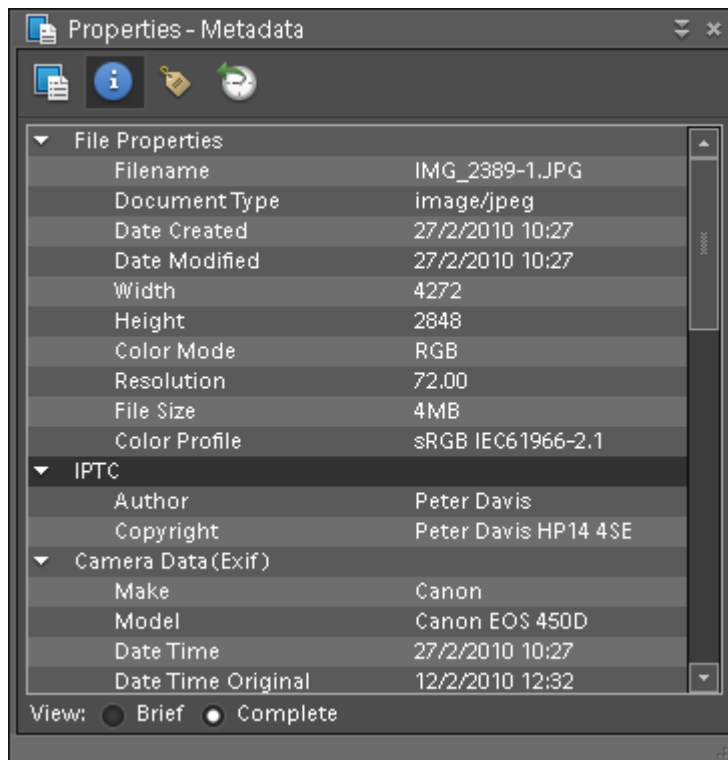 Properties - Metadata
File Properties
Filename IMG_2389-1.JPG
Document Type image/jpeg
Date Created 27/2/2010 10:27
Date Modified 27/2/2010 10:27
Width 4272
Height 2848
Color Mode RGB
Resolution 72.00
File Size 4MB
Color Profile sRGB IEC61966-2.1
IPTC
Author Peter Davis
Copyright Peter Davis HP14 4SE
Camera Data (Exif)
Make Canon
Model Canon EOS 450D
Date Time 27/2/2010 10:27
Date Time Original 12/2/2010 12:32
View: Brief Complete